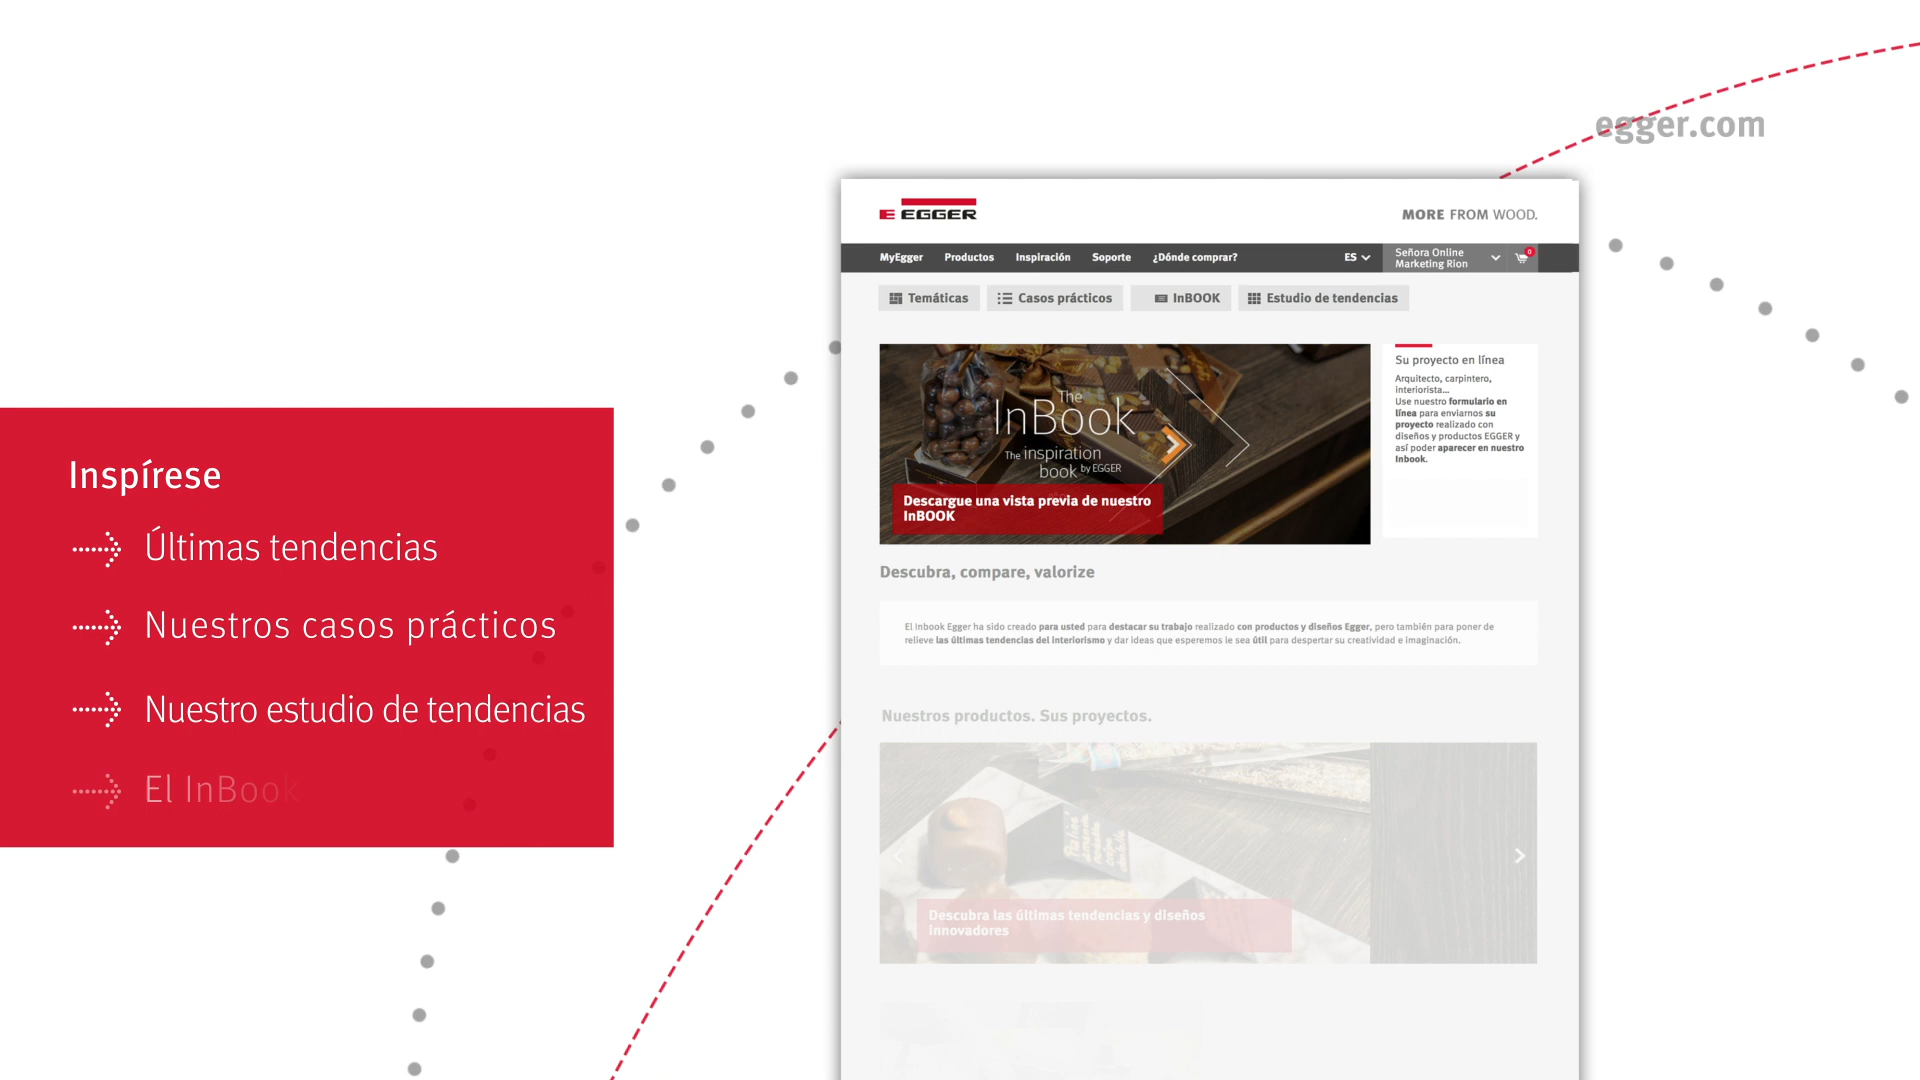 egger.com
EGGER
MORE FROM WOOD.
MyEgger Productos Inspiración Soporte ¿Dónde comprar? ES Señora Online
Marketing Rion 0
Temáticas Casos prácticos InBOOK Estudio de tendencias
The
InBook
The inspiration
book by EGGER
Descargue una vista previa de nuestro
InBOOK
Su proyecto en línea
Arquitecto, carpintero,
interiorista...
Use nuestro formulario en
línea para enviarnos su
proyecto realizado con
diseños y productos EGGER y
así poder aparecer en nuestro
Inbook.
Inspírese
Últimas tendencias
Nuestros casos prácticos
Nuestro estudio de tendencias
El InBook
Descubra, compare, valorize
El Inbook Egger ha sido creado para usted para destacar su trabajo realizado con productos y diseños Egger, pero también para poner de
relieve las últimas tendencias del interiorismo y dar ideas que esperemos le sea útil para despertar su creatividad e imaginación.
Nuestros productos. Sus proyectos.
Descubra las últimas tendencias y diseños
innovadores